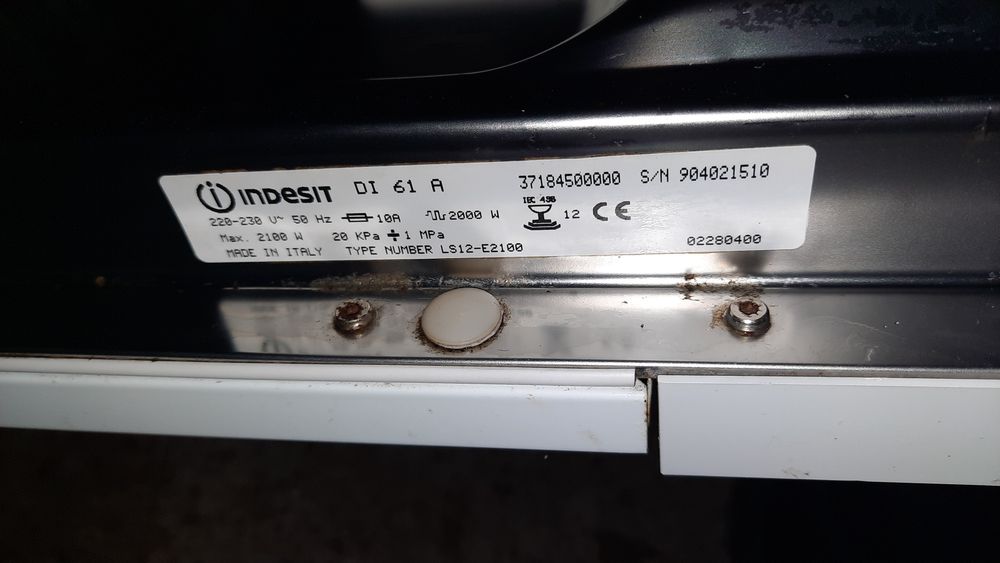 INDESIT DI 61 A 37184500000 S/N 904021510
220-230 V~ 50 Hz 10A 2000 W IEC 436 12 CE
Max. 2100 W 20 KPa ÷ 1 MPa 02280400
MADE IN ITALY TYPE NUMBER LS12-E2100